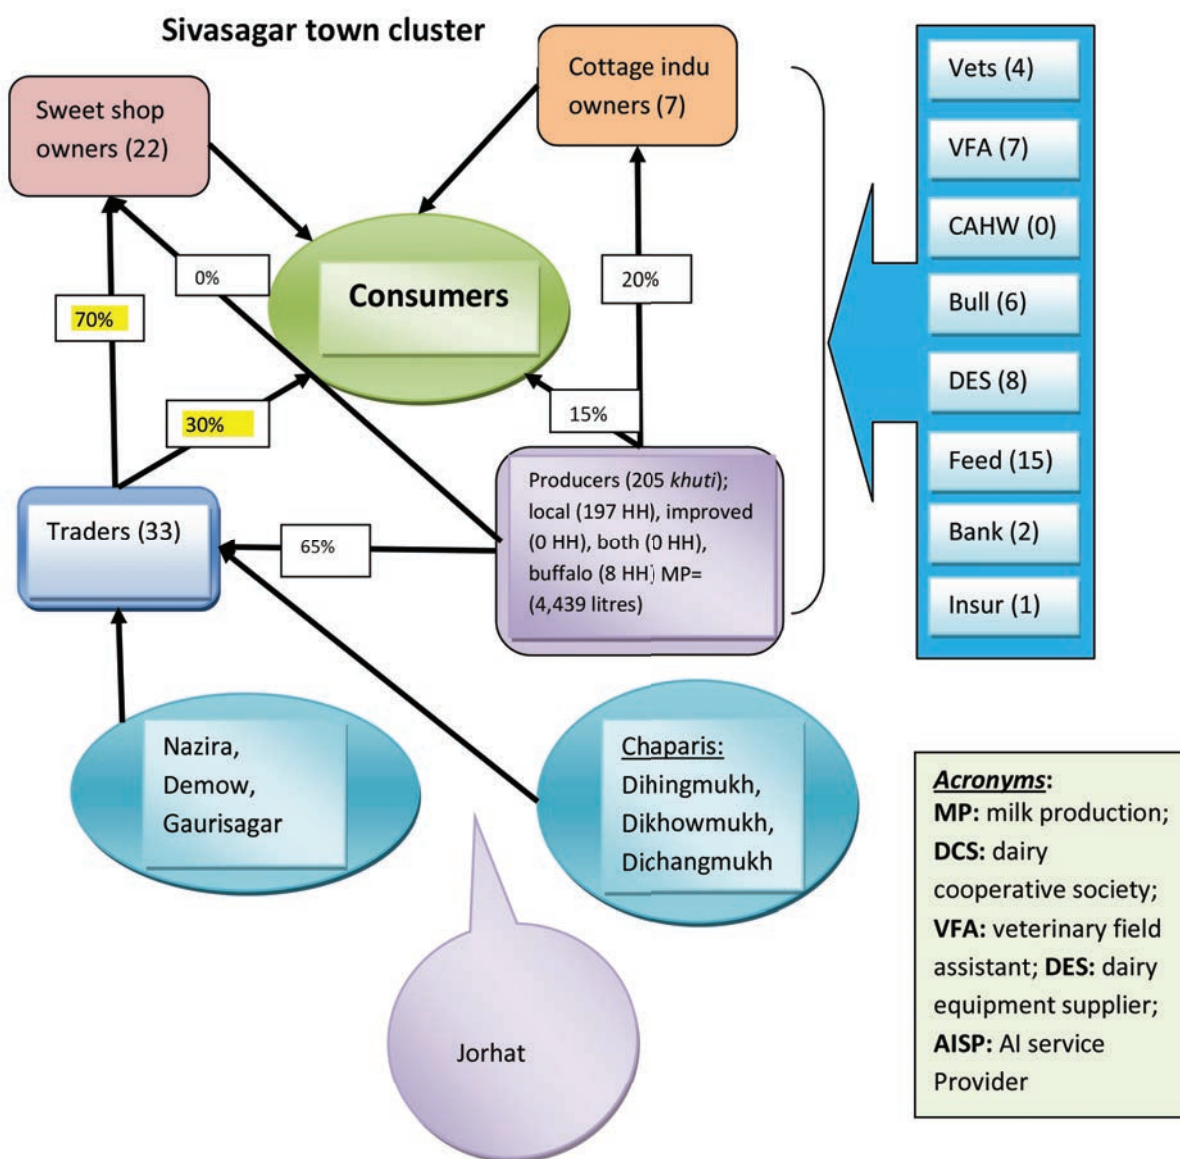 Sivasagar town cluster
Sweet shop
owners (22)
Cottage indu
owners (7)
Consumers
0%
20%
70%
30%
15%
65%
Traders (33)
Producers (205 khuti);
local (197 HH), improved
(0 HH), both (0 HH),
buffalo (8 HH) MP=
(4,439 litres)
Nazira,
Demow,
Gaurisagar
Chaparis:
Dihingmukh,
Dikhowmukh,
Dichangmukh
Jorhat
Vets (4)
VFA (7)
CAHW (0)
Bull (6)
DES (8)
Feed (15)
Bank (2)
Insur (1)
Acronyms:
MP: milk production;
DCS: dairy
cooperative society;
VFA: veterinary field
assistant; DES: dairy
equipment supplier;
AISP: AI service
Provider